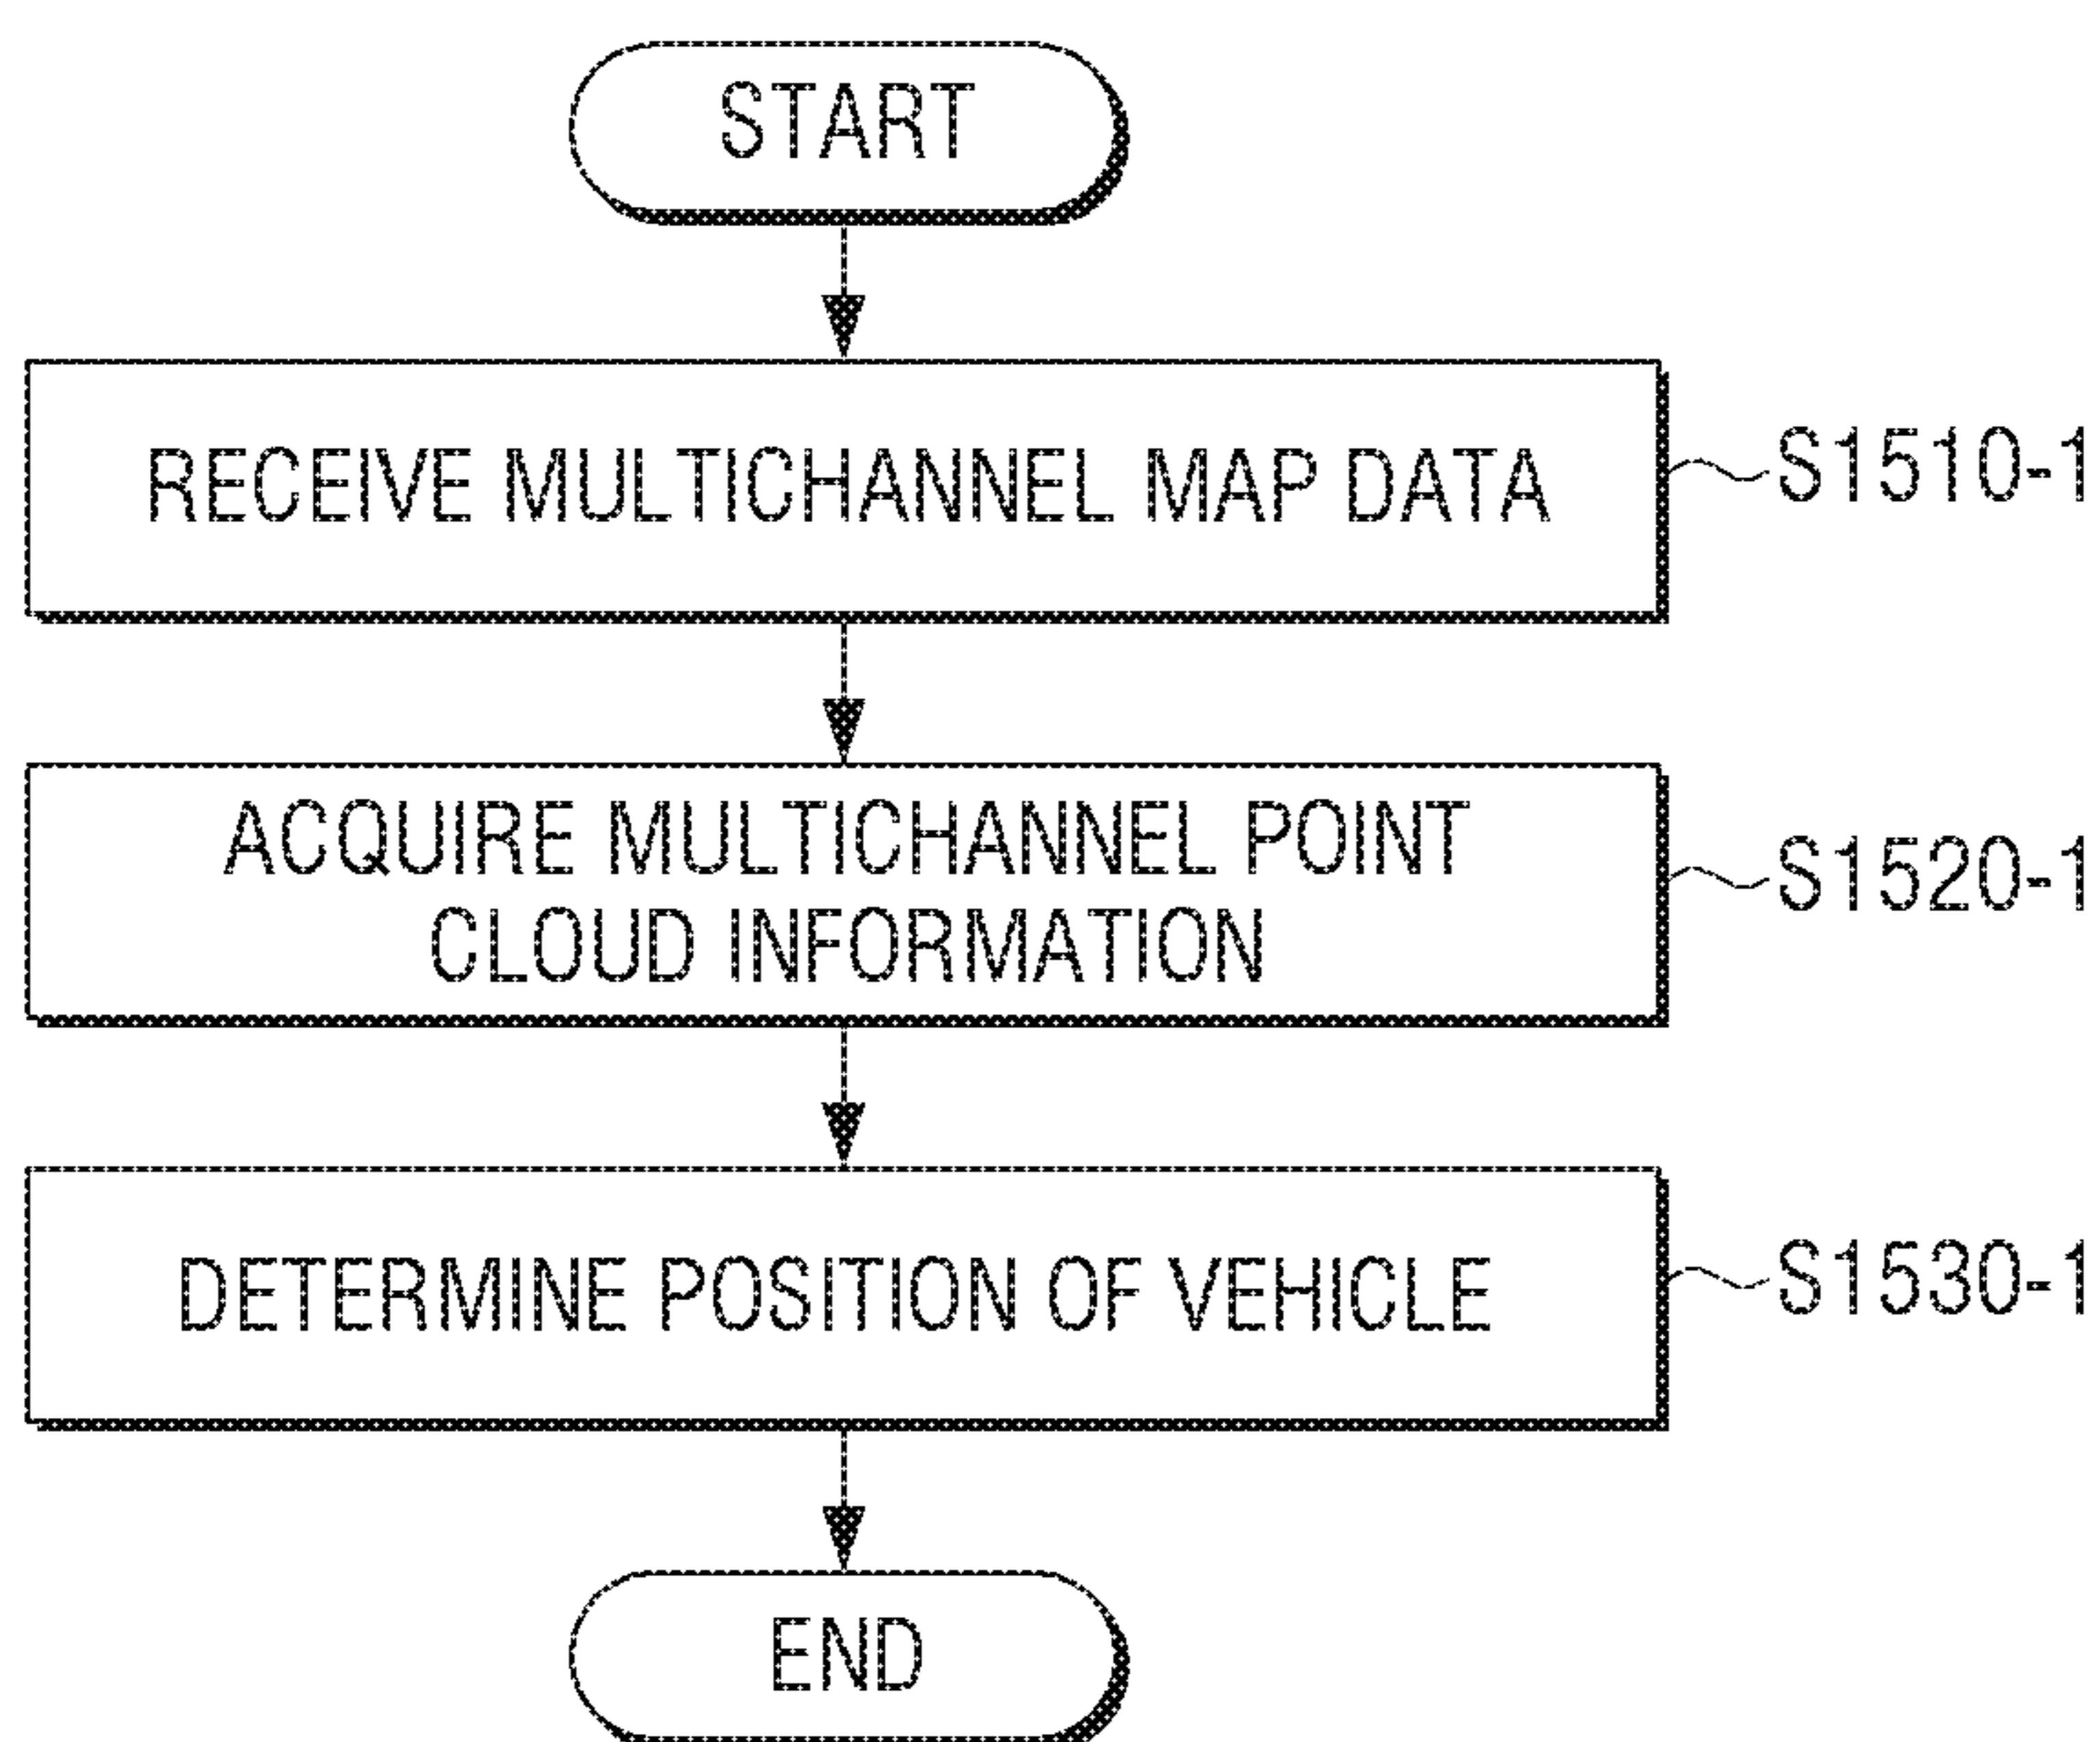 START
RECEIVE MULTICHANNEL MAP DATA
S1510-1
ACQUIRE MULTICHANNEL POINT
CLOUD INFORMATION
S1520-1
DETERMINE POSITION OF VEHICLE
S1530-1
END